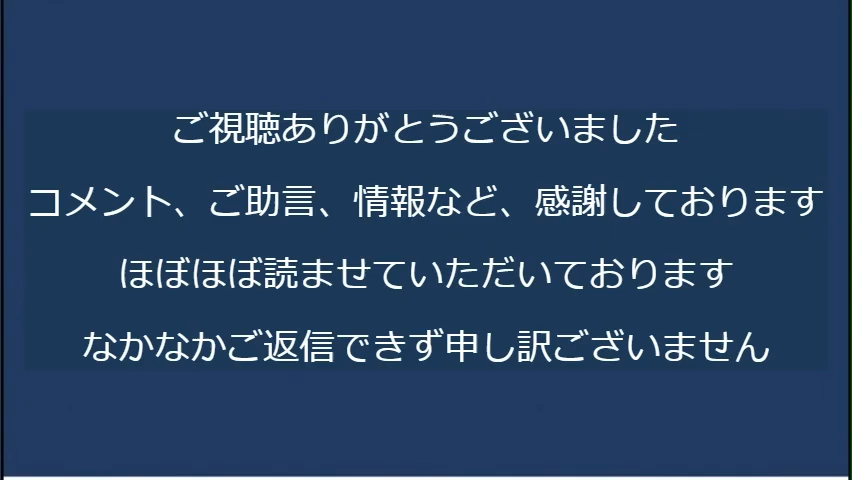 ご視聴ありがとうございました
コメント、ご助言、情報など、感謝しております
ほぼほぼ読ませていただいております
なかなかご返信できず申し訳ございません